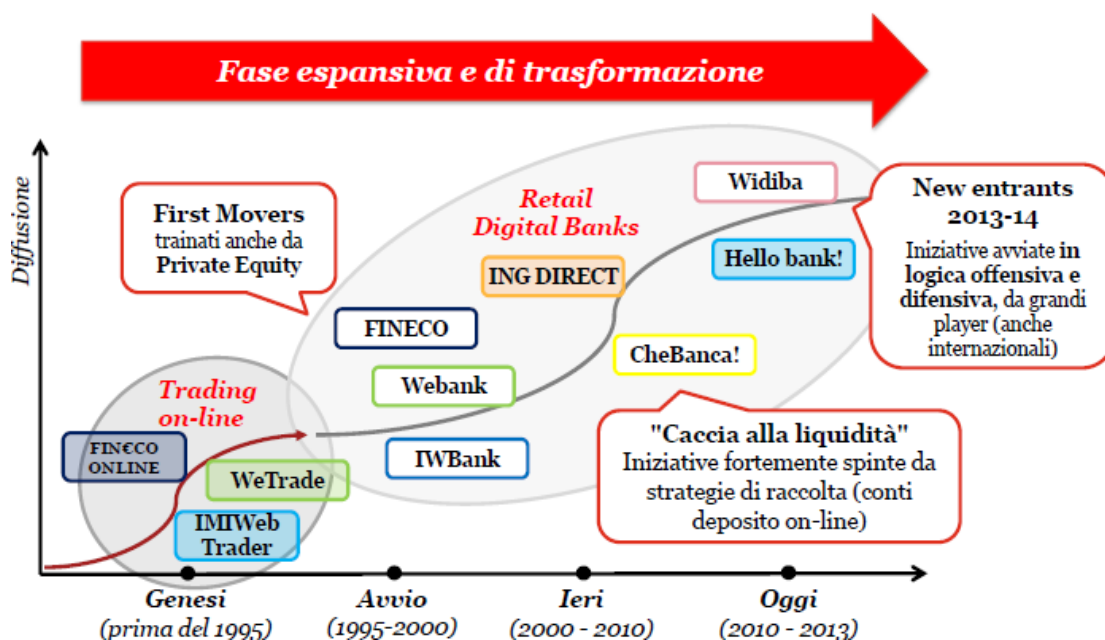 Fase espansiva e di trasformazione
Diffusione
First Movers
trainati anche da
Private Equity
Retail
Digital Banks
Widiba
New entrants
2013-14
Iniziative avviate in
logica offensiva e
difensiva, da grandi
player (anche
internazionali)
Hello bank!
ING DIRECT
FINECO
CheBanca!
Webank
Trading
on-line
FIN€CO
ONLINE
WeTrade
IWBank
IMIWeb
Trader
"Caccia alla liquidità"
Iniziative fortemente spinte da
strategie di raccolta (conti
deposito on-line)
Genesi
(prima del 1995)
Avvio
(1995-2000)
Ieri
(2000 - 2010)
Oggi
(2010 - 2013)